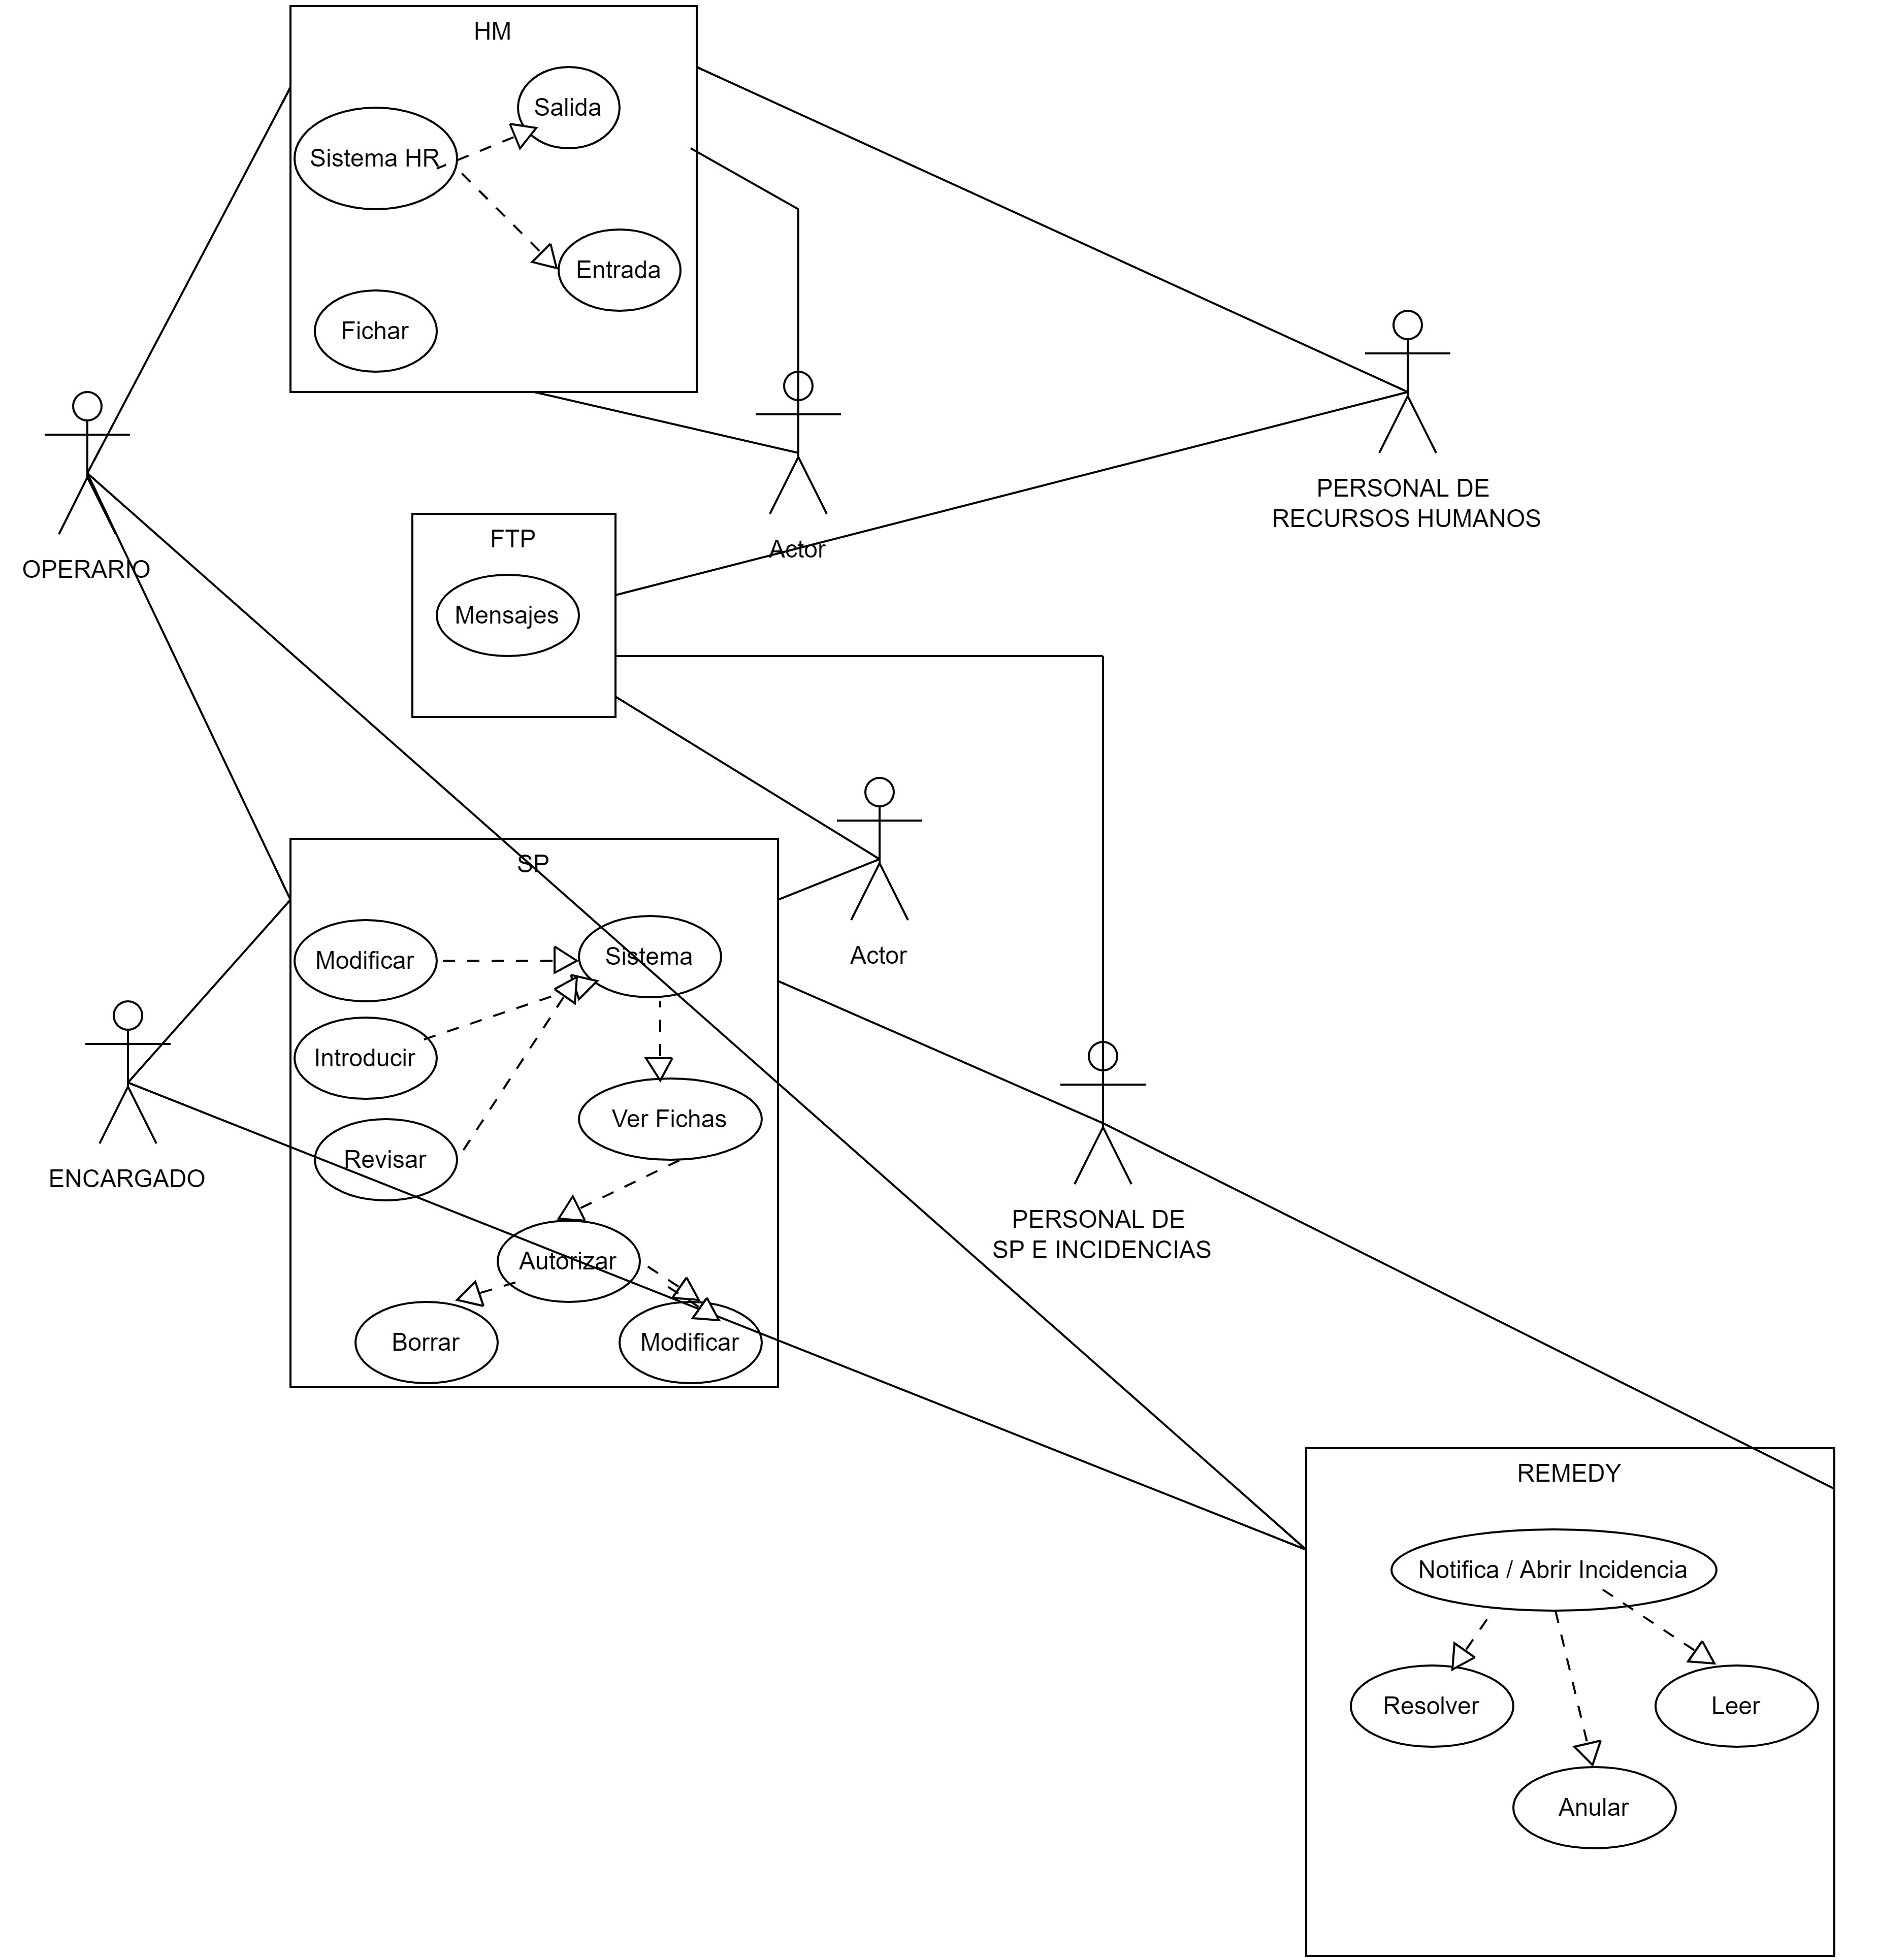 HM
Salida
Sistema HR
Entrada
Fichar
OPERARIO
Actor
PERSONAL DE
RECURSOS HUMANOS
FTP
Mensajes
SP
Modificar
Sistema
Introducir
Ver Fichas
Revisar
Autorizar
Borrar
Modificar
Actor
ENCARGADO
PERSONAL DE
SP E INCIDENCIAS
REMEDY
Notifica / Abrir Incidencia
Resolver
Leer
Anular